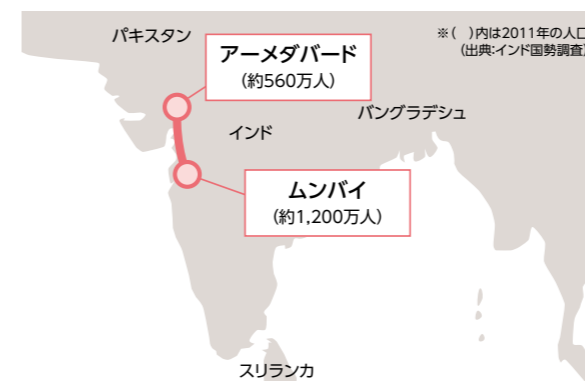 パキスタン
※( )内は2011年の人口
(出典:インド国勢調査)
アーメダバード
(約560万人)
バングラデシュ
インド
ムンバイ
(約1,200万人)
スリランカ